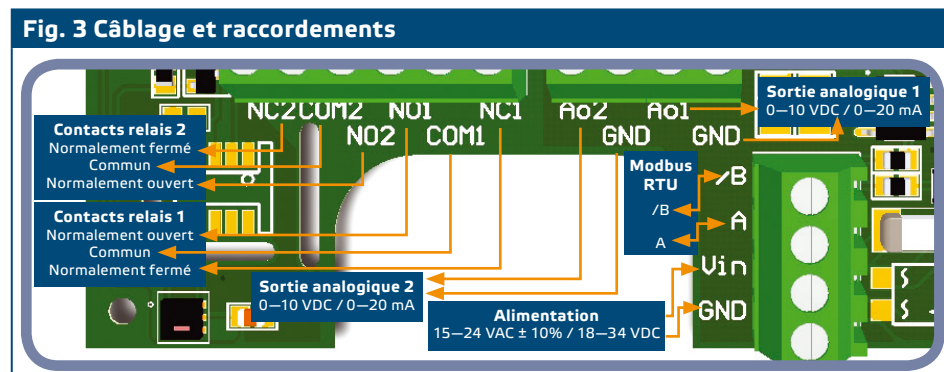 Fig. 3 Câblage et raccordements
NC2 COM2 NO1 NC1 Ao2 Ao1
NO2 COM1 GND GND
Contacts relais 2
Normalement fermé
Commun
Normalement ouvert
Contacts relais 1
Normalement ouvert
Commun
Normalement fermé
Sortie analogique 2
0—10 VDC / 0—20 mA
Sortie analogique 1
0—10 VDC / 0—20 mA
Modbus
RTU
/B
A
/B
A
Vin
GND
Alimentation
15—24 VAC ± 10% / 18—34 VDC